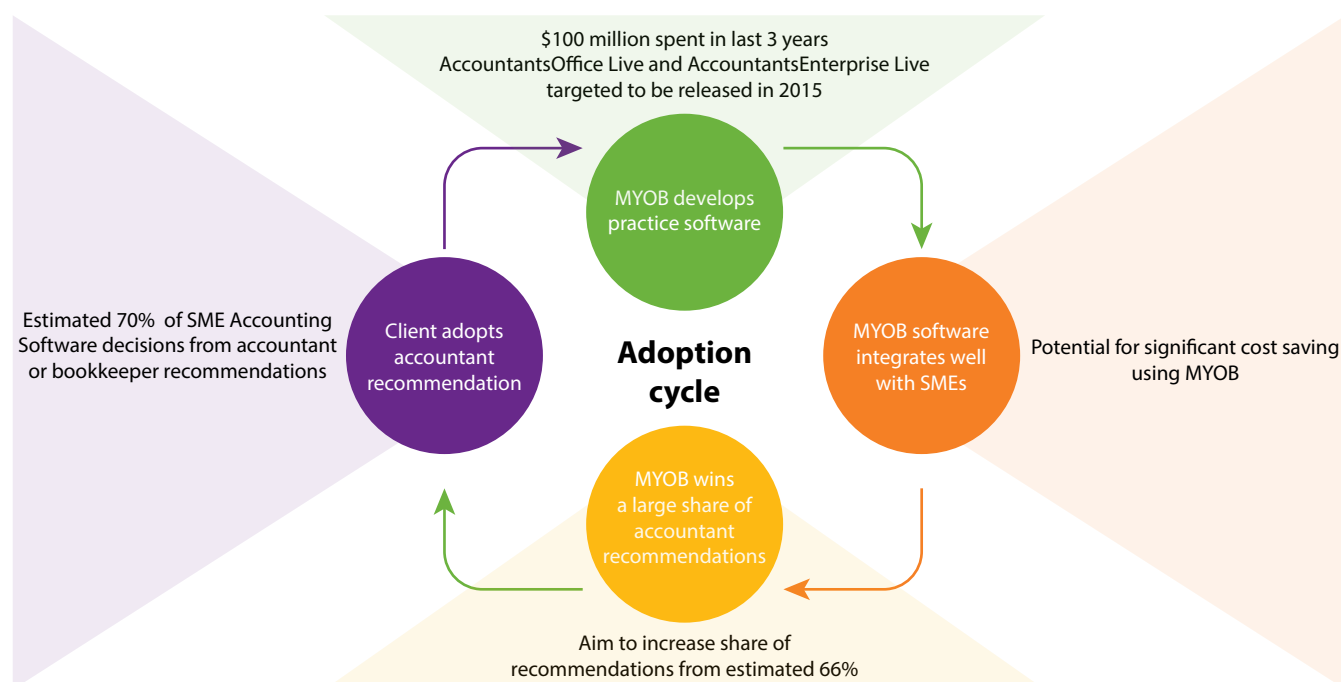 $100 million spent in last 3 years
AccountantsOffice Live and AccountantsEnterprise Live
targeted to be released in 2015
MYOB develops
practice software
Estimated 70% of SME Accounting
Software decisions from accountant
or bookkeeper recommendations
Client adopts
accountant
recommendation
Adoption
cycle
MYOB software
integrates well
with SMEs
Potential for significant cost saving
using MYOB
MYOB wins
a large share of
accountant
recommendations
Aim to increase share of
recommendations from estimated 66%